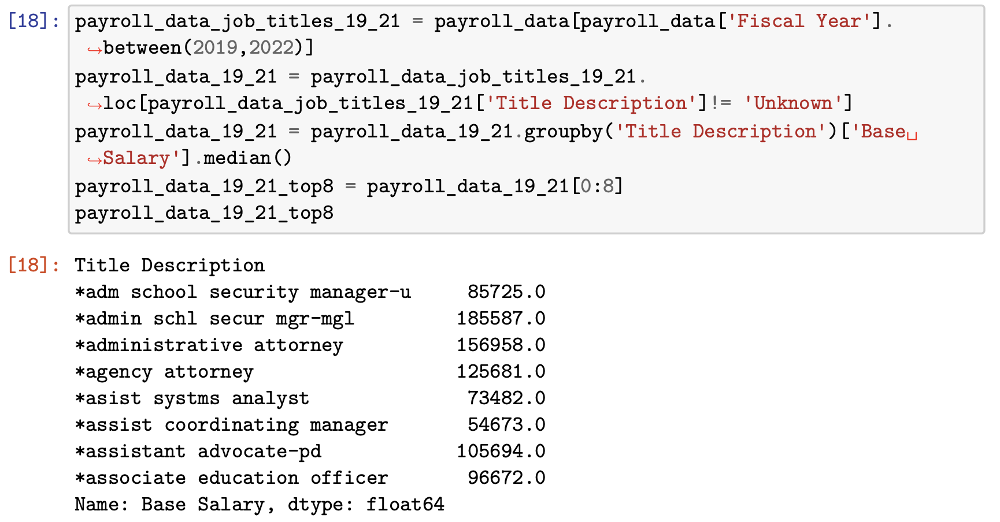 [18]: payroll_data_job_titles_19_21 = payroll_data[payroll_data['Fiscal Year'].
↪between(2019,2022)]
payroll_data_19_21 = payroll_data_job_titles_19_21.
↪loc[payroll_data_job_titles_19_21['Title Description']!= 'Unknown']
payroll_data_19_21 = payroll_data_19_21.groupby('Title Description')['Base␣
↪Salary'].median()
payroll_data_19_21_top8 = payroll_data_19_21[0:8]
payroll_data_19_21_top8
[18]: Title Description
*adm school security manager-u     85725.0
*admin schl secur mgr-mgl         185587.0
*administrative attorney          156958.0
*agency attorney                  125681.0
*asist systms analyst              73482.0
*assist coordinating manager       54673.0
*assistant advocate-pd            105694.0
*associate education officer       96672.0
Name: Base Salary, dtype: float64